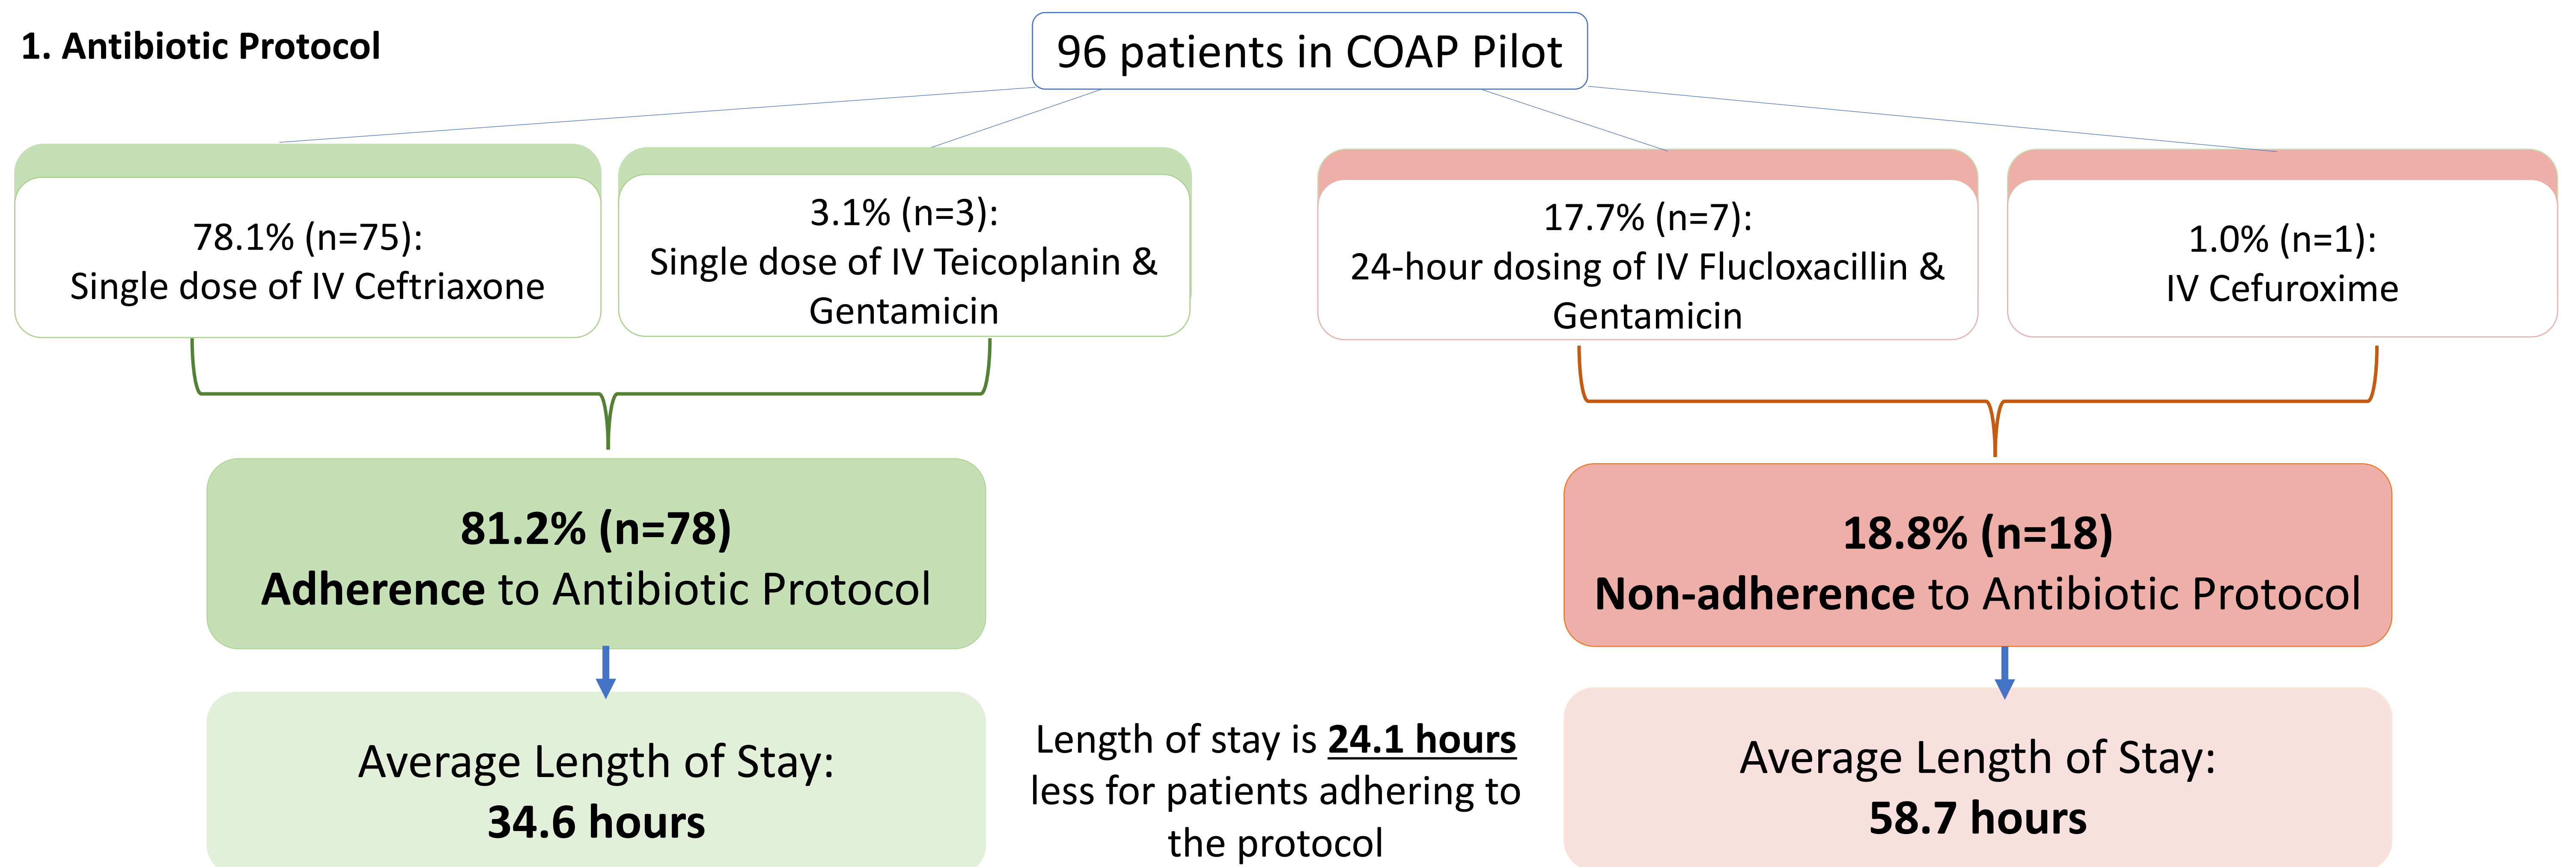 1. Antibiotic Protocol
96 patients in COAP Pilot
78.1% (n=75):
Single dose of IV Ceftriaxone
3.1% (n=3):
Single dose of IV Teicoplanin &
Gentamicin
17.7% (n=7):
24-hour dosing of IV Flucloxacillin &
Gentamicin
1.0% (n=1):
IV Cefuroxime
81.2% (n=78)
Adherence to Antibiotic Protocol
18.8% (n=18)
Non-adherence to Antibiotic Protocol
Average Length of Stay:
34.6 hours
Length of stay is 24.1 hours
less for patients adhering to
the protocol
Average Length of Stay:
58.7 hours